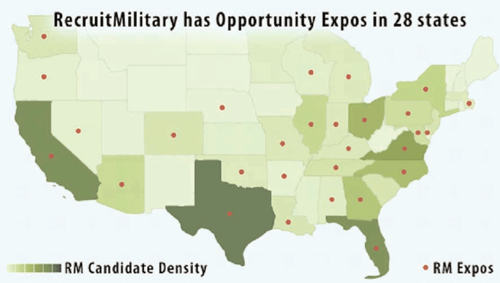 RecruitMilitary has Opportunity Expos in 28 states
RM Candidate Density
RM Expos